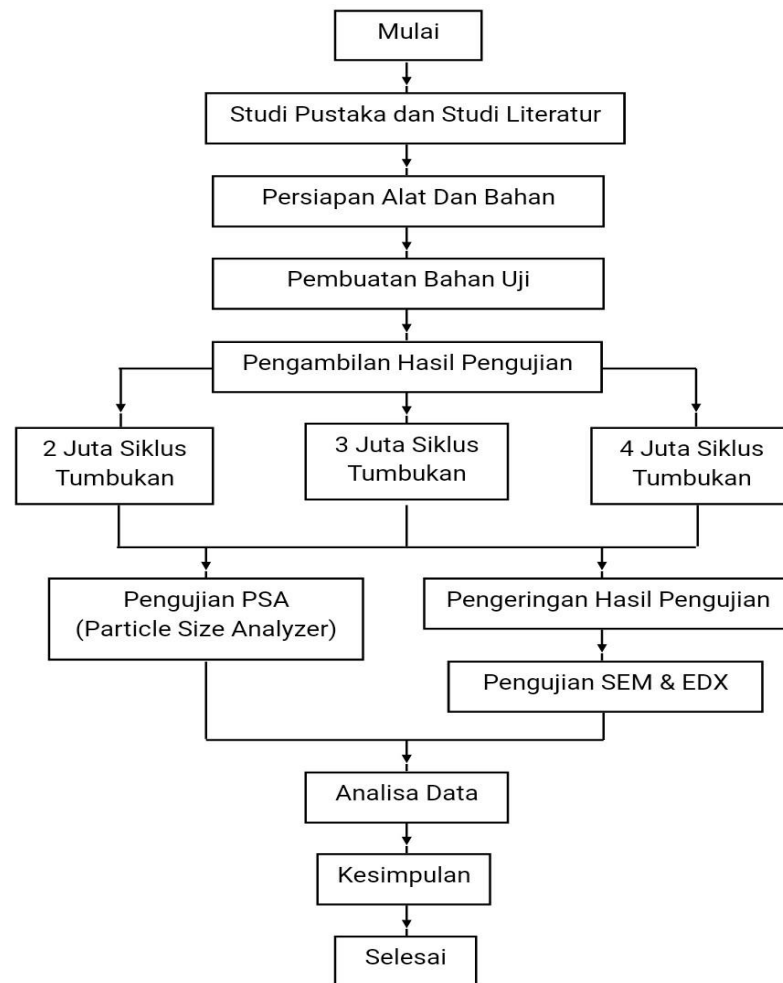 Mulai
Studi Pustaka dan Studi Literatur
Persiapan Alat Dan Bahan
Pembuatan Bahan Uji
Pengambilan Hasil Pengujian
2 Juta Siklus
Tumbukan
3 Juta Siklus
Tumbukan
4 Juta Siklus
Tumbukan
Pengujian PSA
(Particle Size Analyzer)
Pengeringan Hasil Pengujian
Pengujian SEM & EDX
Analisa Data
Kesimpulan
Selesai